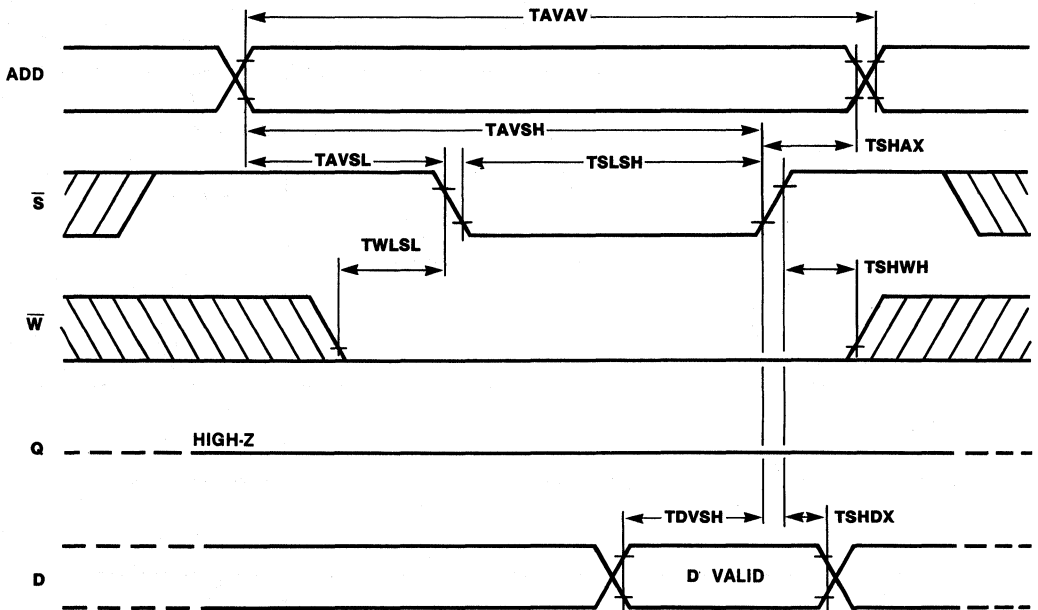 TAVAV
ADD
TAVSH
TAVSL
TSLSH
TSHAX
S̅
TWLSL
TSHWH
W̅
HIGH-Z
Q
TDVSH
TSHDX
D VALID
D